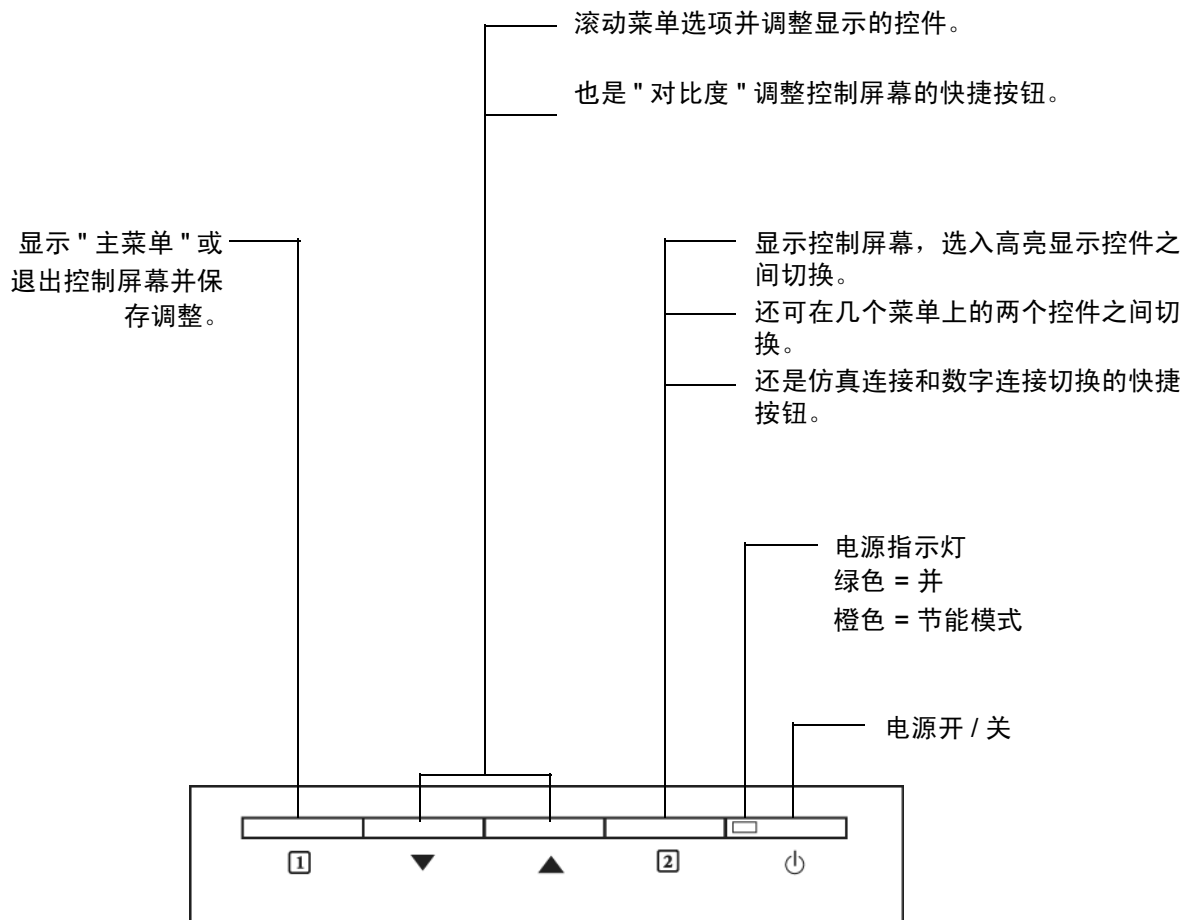 滚动菜单选项并调整显示的控件。
也是 " 对比度 " 调整控制屏幕的快捷按钮。
显示 " 主菜单 " 或
退出控制屏幕并保
存调整。
显示控制屏幕，选入高亮显示控件之
间切换。
还可在几个菜单上的两个控件之间切
换。
还是仿真连接和数字连接切换的快捷
按钮。
电源指示灯
绿色 = 并
橙色 = 节能模式
电源开 / 关
1
2